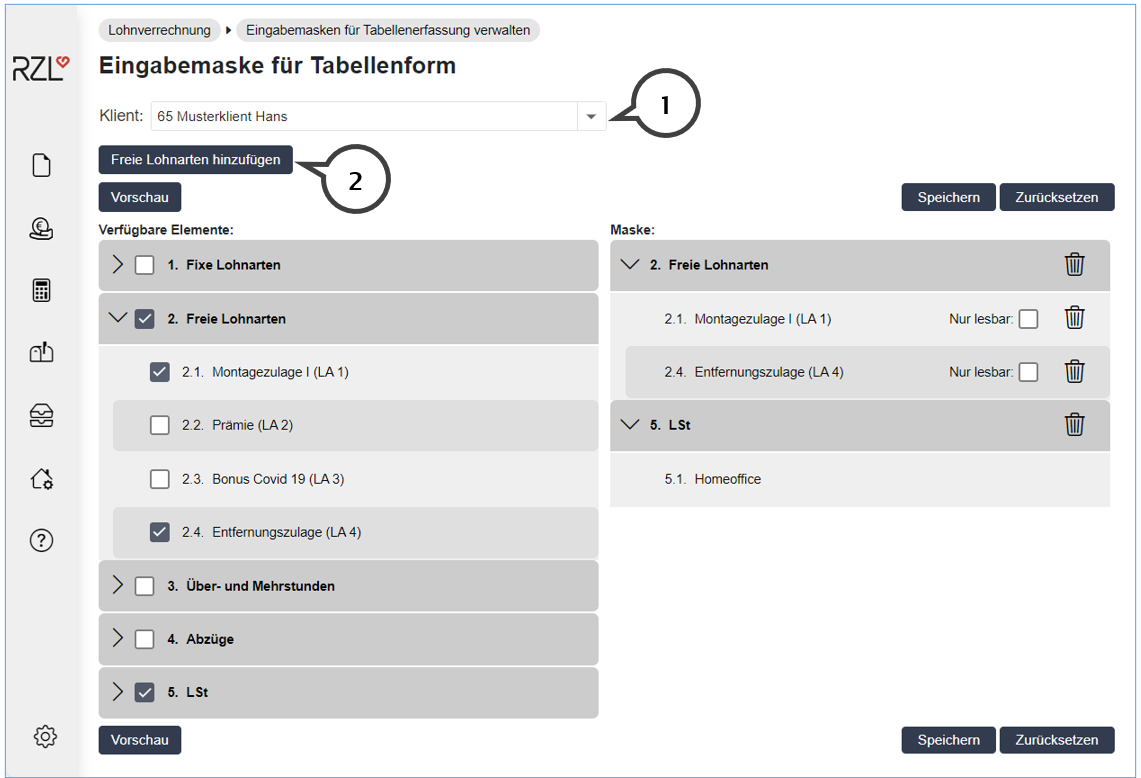 Lohnverrechnung Eingabemasken für Tabellenerfassung verwalten
RZL
Eingabemaske für Tabellenform
Klient: 65 Musterklient Hans
1
Freie Lohnarten hinzufügen
2
Vorschau Speichern Zurücksetzen
Verfügbare Elemente: Maske:
1. Fixe Lohnarten 2. Freie Lohnarten
2. Freie Lohnarten 2.1. Montagezulage I (LA 1) Nur lesbar:
2.1. Montagezulage I (LA 1) 2.4. Entfernungszulage (LA 4) Nur lesbar:
2.2. Prämie (LA 2) 5. LSt
2.3. Bonus Covid 19 (LA 3) 5.1. Homeoffice
2.4. Entfernungszulage (LA 4)
3. Über- und Mehrstunden
4. Abzüge
5. LSt
Vorschau Speichern Zurücksetzen